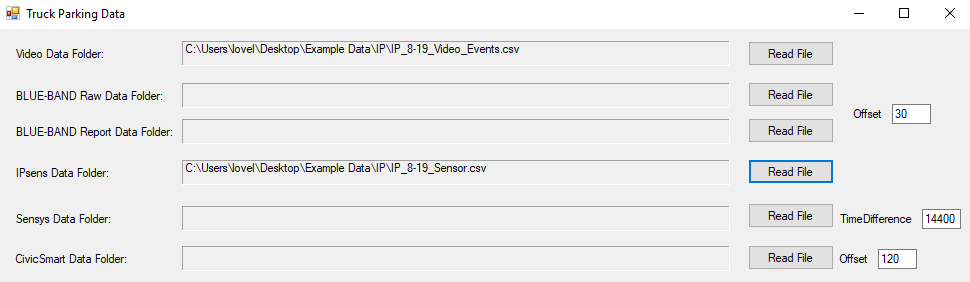 Truck Parking Data
Video Data Folder: C:\Users\lovel\Desktop\Example Data\IP\IP_8-19_Video_Events.csv Read File
BLUE-BAND Raw Data Folder: Read File
Offset 30
BLUE-BAND Report Data Folder: Read File
IPsens Data Folder: C:\Users\lovel\Desktop\Example Data\IP\IP_8-19_Sensor.csv Read File
Sensys Data Folder: Read File TimeDifference 14400
CivicSmart Data Folder: Read File Offset 120